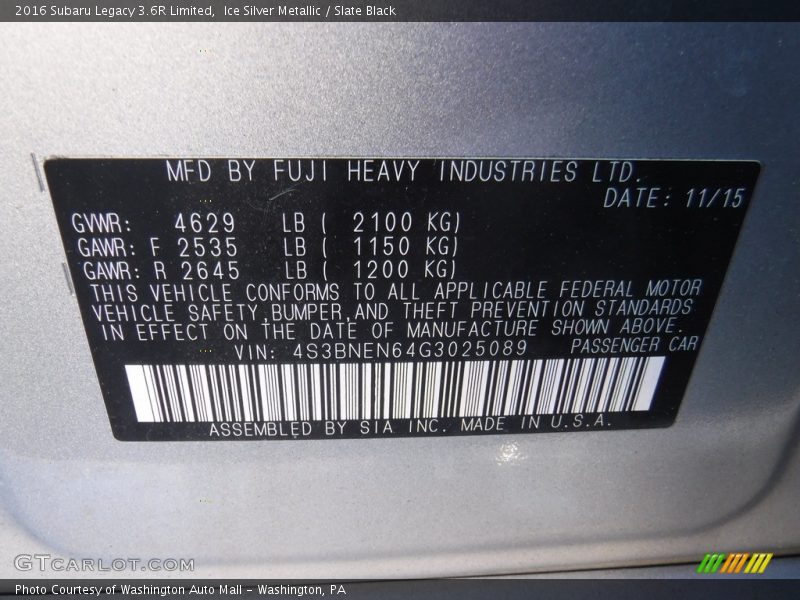 2016 Subaru Legacy 3.6R Limited,  Ice Silver Metallic / Slate Black
MFD BY FUJI HEAVY INDUSTRIES LTD.
DATE: 11/15
GVWR: 4629 LB ( 2100 KG)
GAWR: F 2535 LB ( 1150 KG)
GAWR: R 2645 LB ( 1200 KG)
THIS VEHICLE CONFORMS TO ALL APPLICABLE FEDERAL MOTOR
VEHICLE SAFETY,BUMPER,AND THEFT PREVENTION STANDARDS
IN EFFECT ON THE DATE OF MANUFACTURE SHOWN ABOVE.
VIN: 4S3BNEN64G3025089 PASSENGER CAR
ASSEMBLED BY SIA INC. MADE IN U.S.A.
GTCARLOT.COM
Photo Courtesy of Washington Auto Mall - Washington, PA